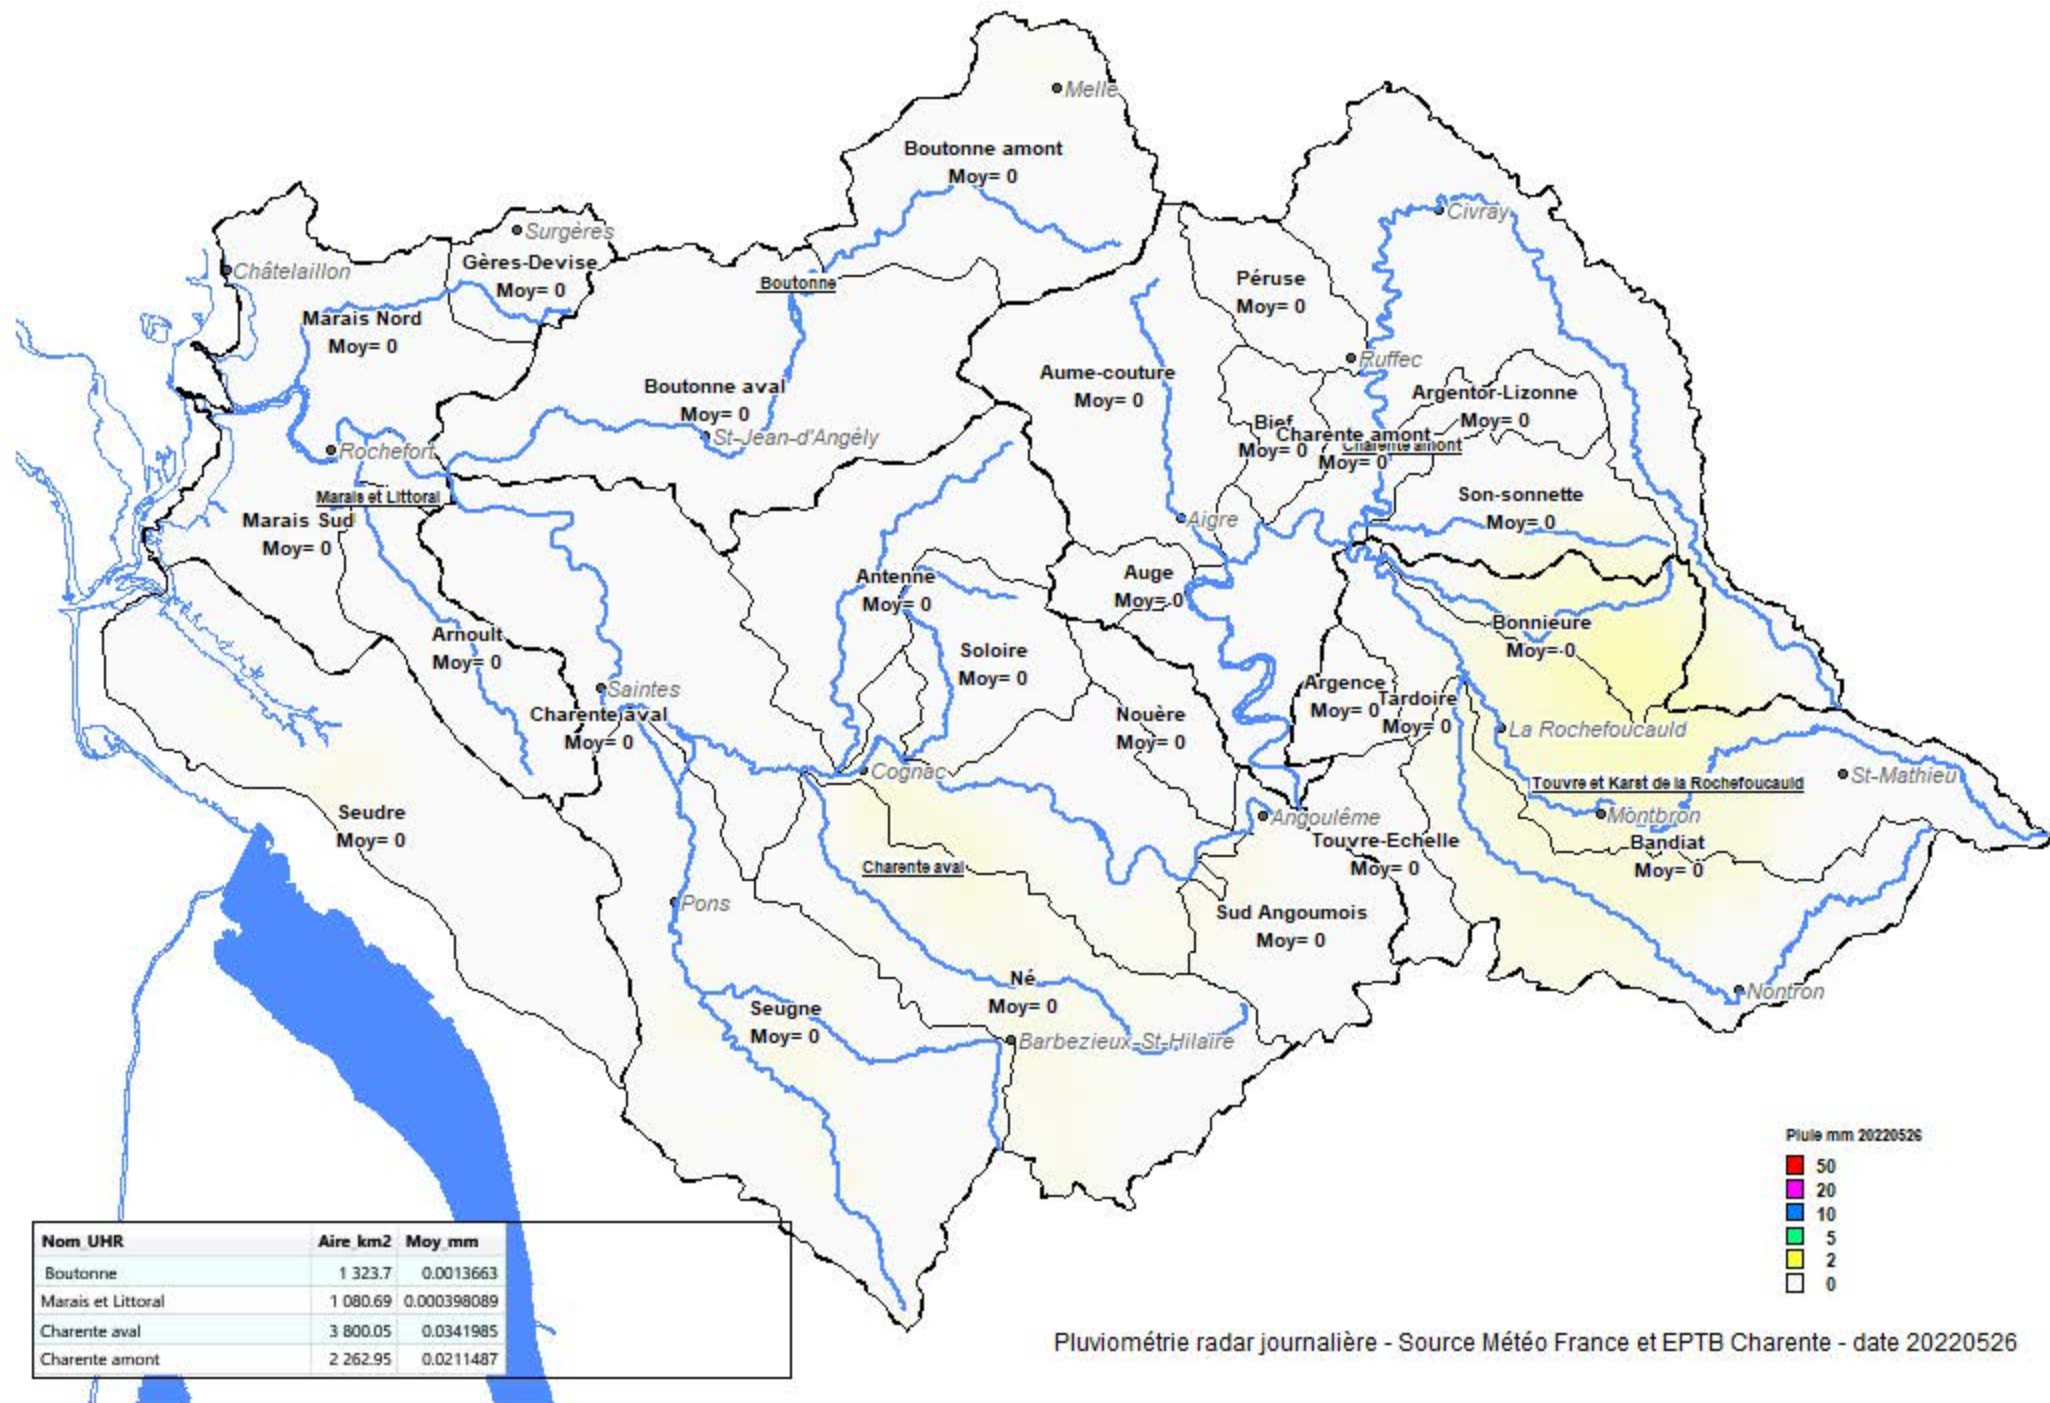 Melle
Boutonne amont
Moy= 0
Civray
Surgères
Châtelaillon
Gères-Devise
Moy= 0
Boutonne
Péruse
Moy= 0
Marais Nord
Moy= 0
Ruffec
Aume-couture
Moy= 0
Boutonne aval
Moy= 0
Argentor-Lizonne
Moy= 0
St-Jean-d'Angély
Bief
Moy= 0
Charente amont
Moy= 0
Charente amont
Rochefort
Marais et Littoral
Marais Sud
Moy= 0
Son-sonnette
Moy= 0
Aigre
Antenne
Moy= 0
Auge
Moy= 0
Bonnieure
Moy= 0
Arnoult
Moy= 0
Soloire
Moy= 0
Saintes
Charente aval
Moy= 0
Argence
Moy= 0
Tardoire
Moy= 0
Nouère
Moy= 0
La Rochefoucauld
Cognac
Touvre et Karst de la Rochefoucauld
St-Mathieu
Seudre
Moy= 0
Angoulême
Montbron
Touvre-Echelle
Moy= 0
Bandiat
Moy= 0
Charente aval
Pons
Sud Angoumois
Moy= 0
Né
Moy= 0
Nontron
Seugne
Moy= 0
Barbezieux-St-Hilaire
Pluie mm 20220526
50
20
10
5
2
0
Nom_UHR Aire_km2 Moy_mm
Boutonne 1 323.7 0.0013663
Marais et Littoral 1 080.69 0.000398089
Charente aval 3 800.05 0.0341985
Charente amont 2 262.95 0.0211487
Pluviométrie radar journalière - Source Météo France et EPTB Charente - date 20220526